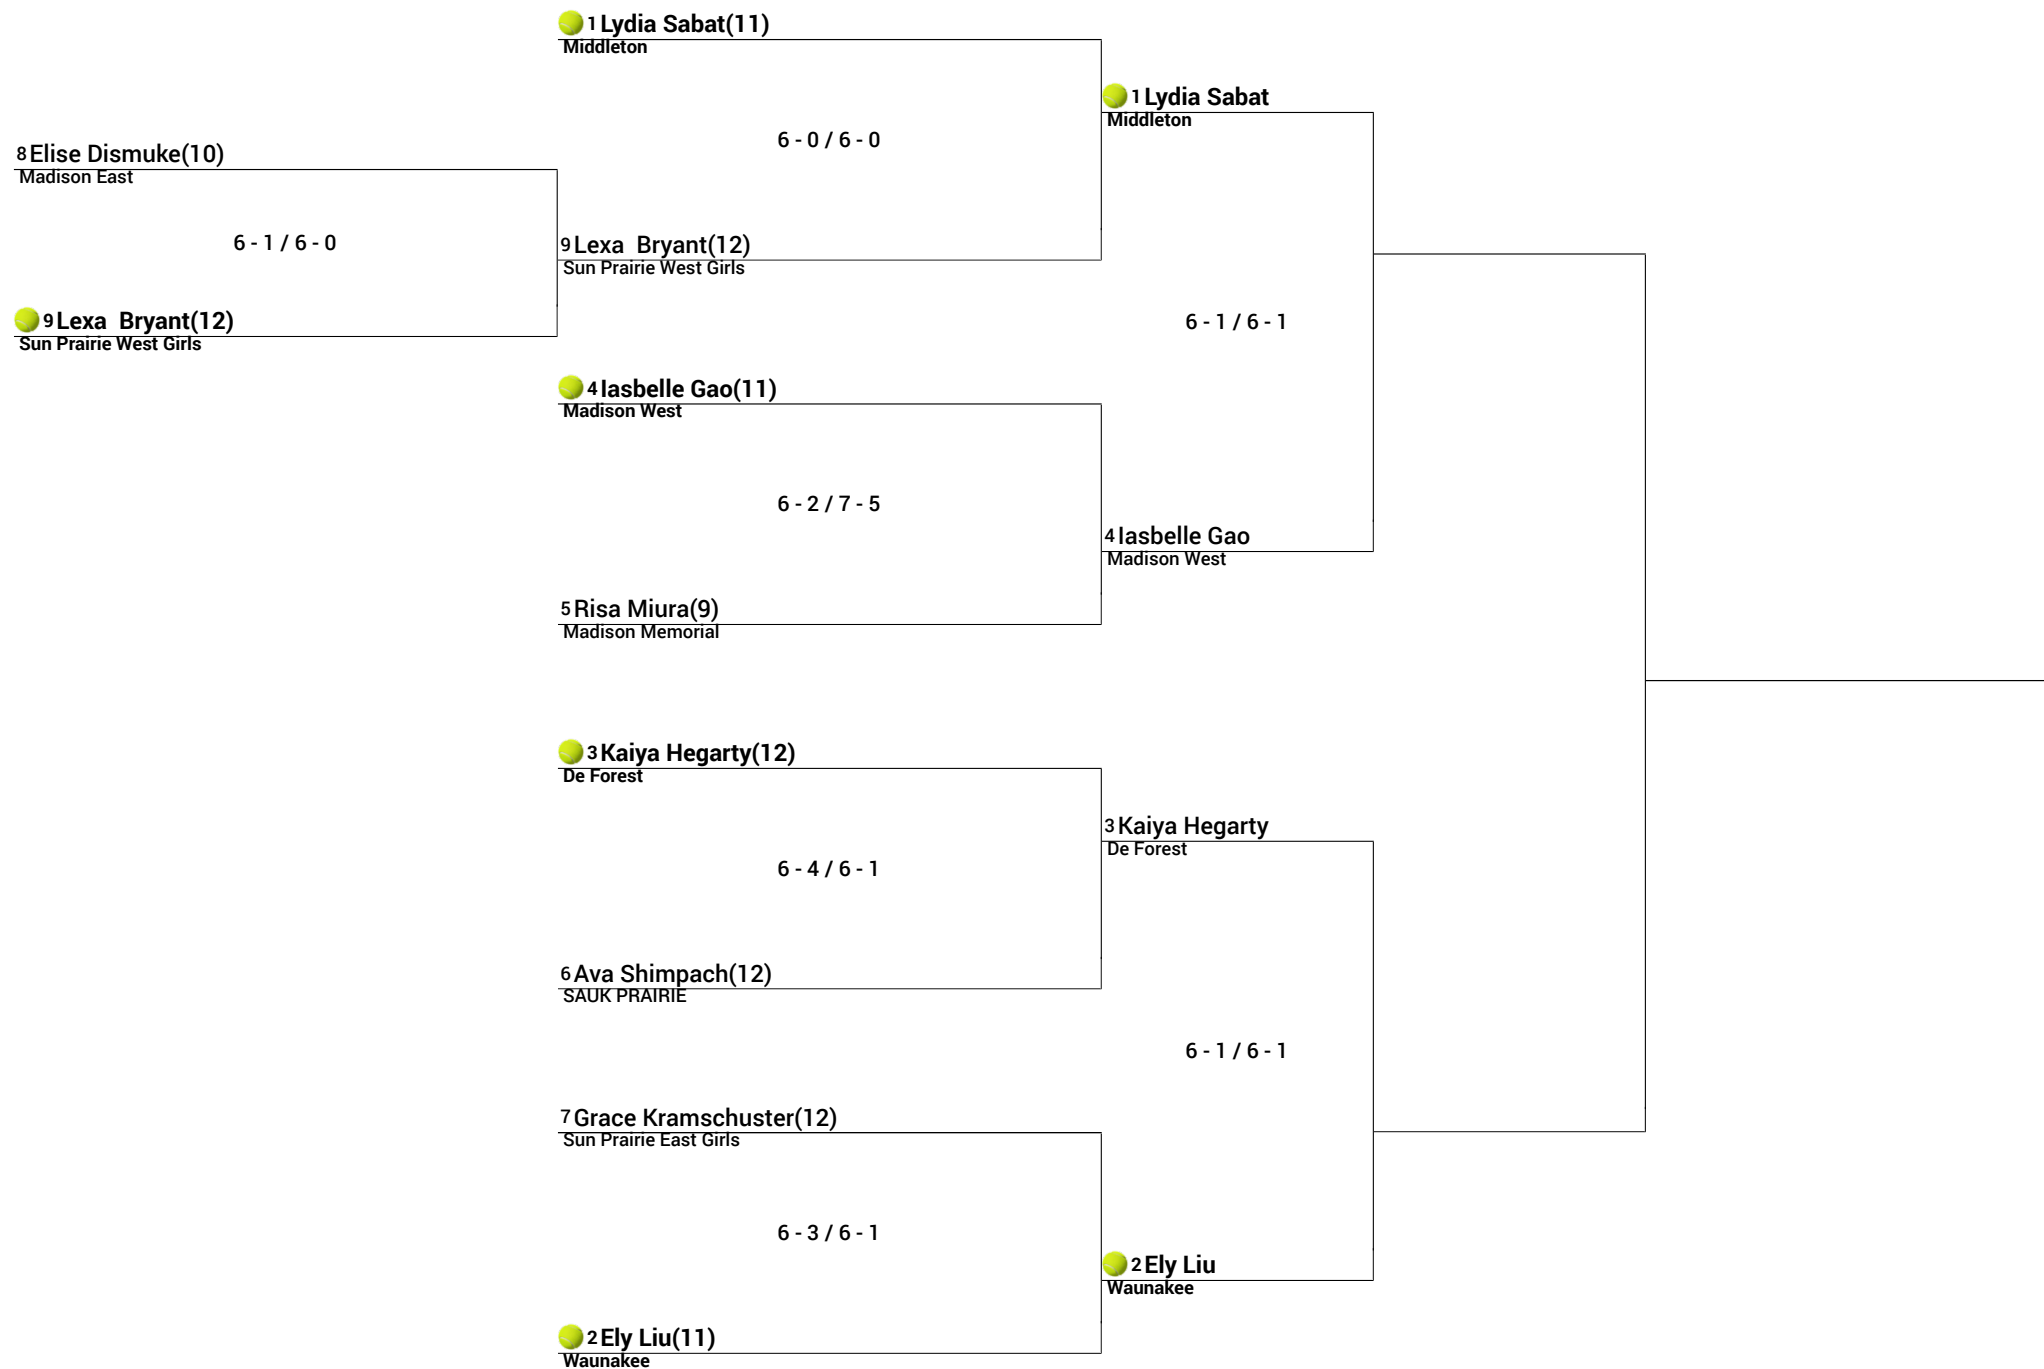 1 Lydia Sabat(11)
Middleton
1 Lydia Sabat
Middleton
6 - 0 / 6 - 0
8 Elise Dismuke(10)
Madison East
6 - 1 / 6 - 0
9 Lexa  Bryant(12)
Sun Prairie West Girls
9 Lexa  Bryant(12)
Sun Prairie West Girls
6 - 1 / 6 - 1
4 Iasbelle Gao(11)
Madison West
6 - 2 / 7 - 5
4 Iasbelle Gao
Madison West
5 Risa Miura(9)
Madison Memorial
3 Kaiya Hegarty(12)
De Forest
3 Kaiya Hegarty
De Forest
6 - 4 / 6 - 1
6 Ava Shimpach(12)
SAUK PRAIRIE
6 - 1 / 6 - 1
7 Grace Kramschuster(12)
Sun Prairie East Girls
6 - 3 / 6 - 1
2 Ely Liu
Waunakee
2 Ely Liu(11)
Waunakee